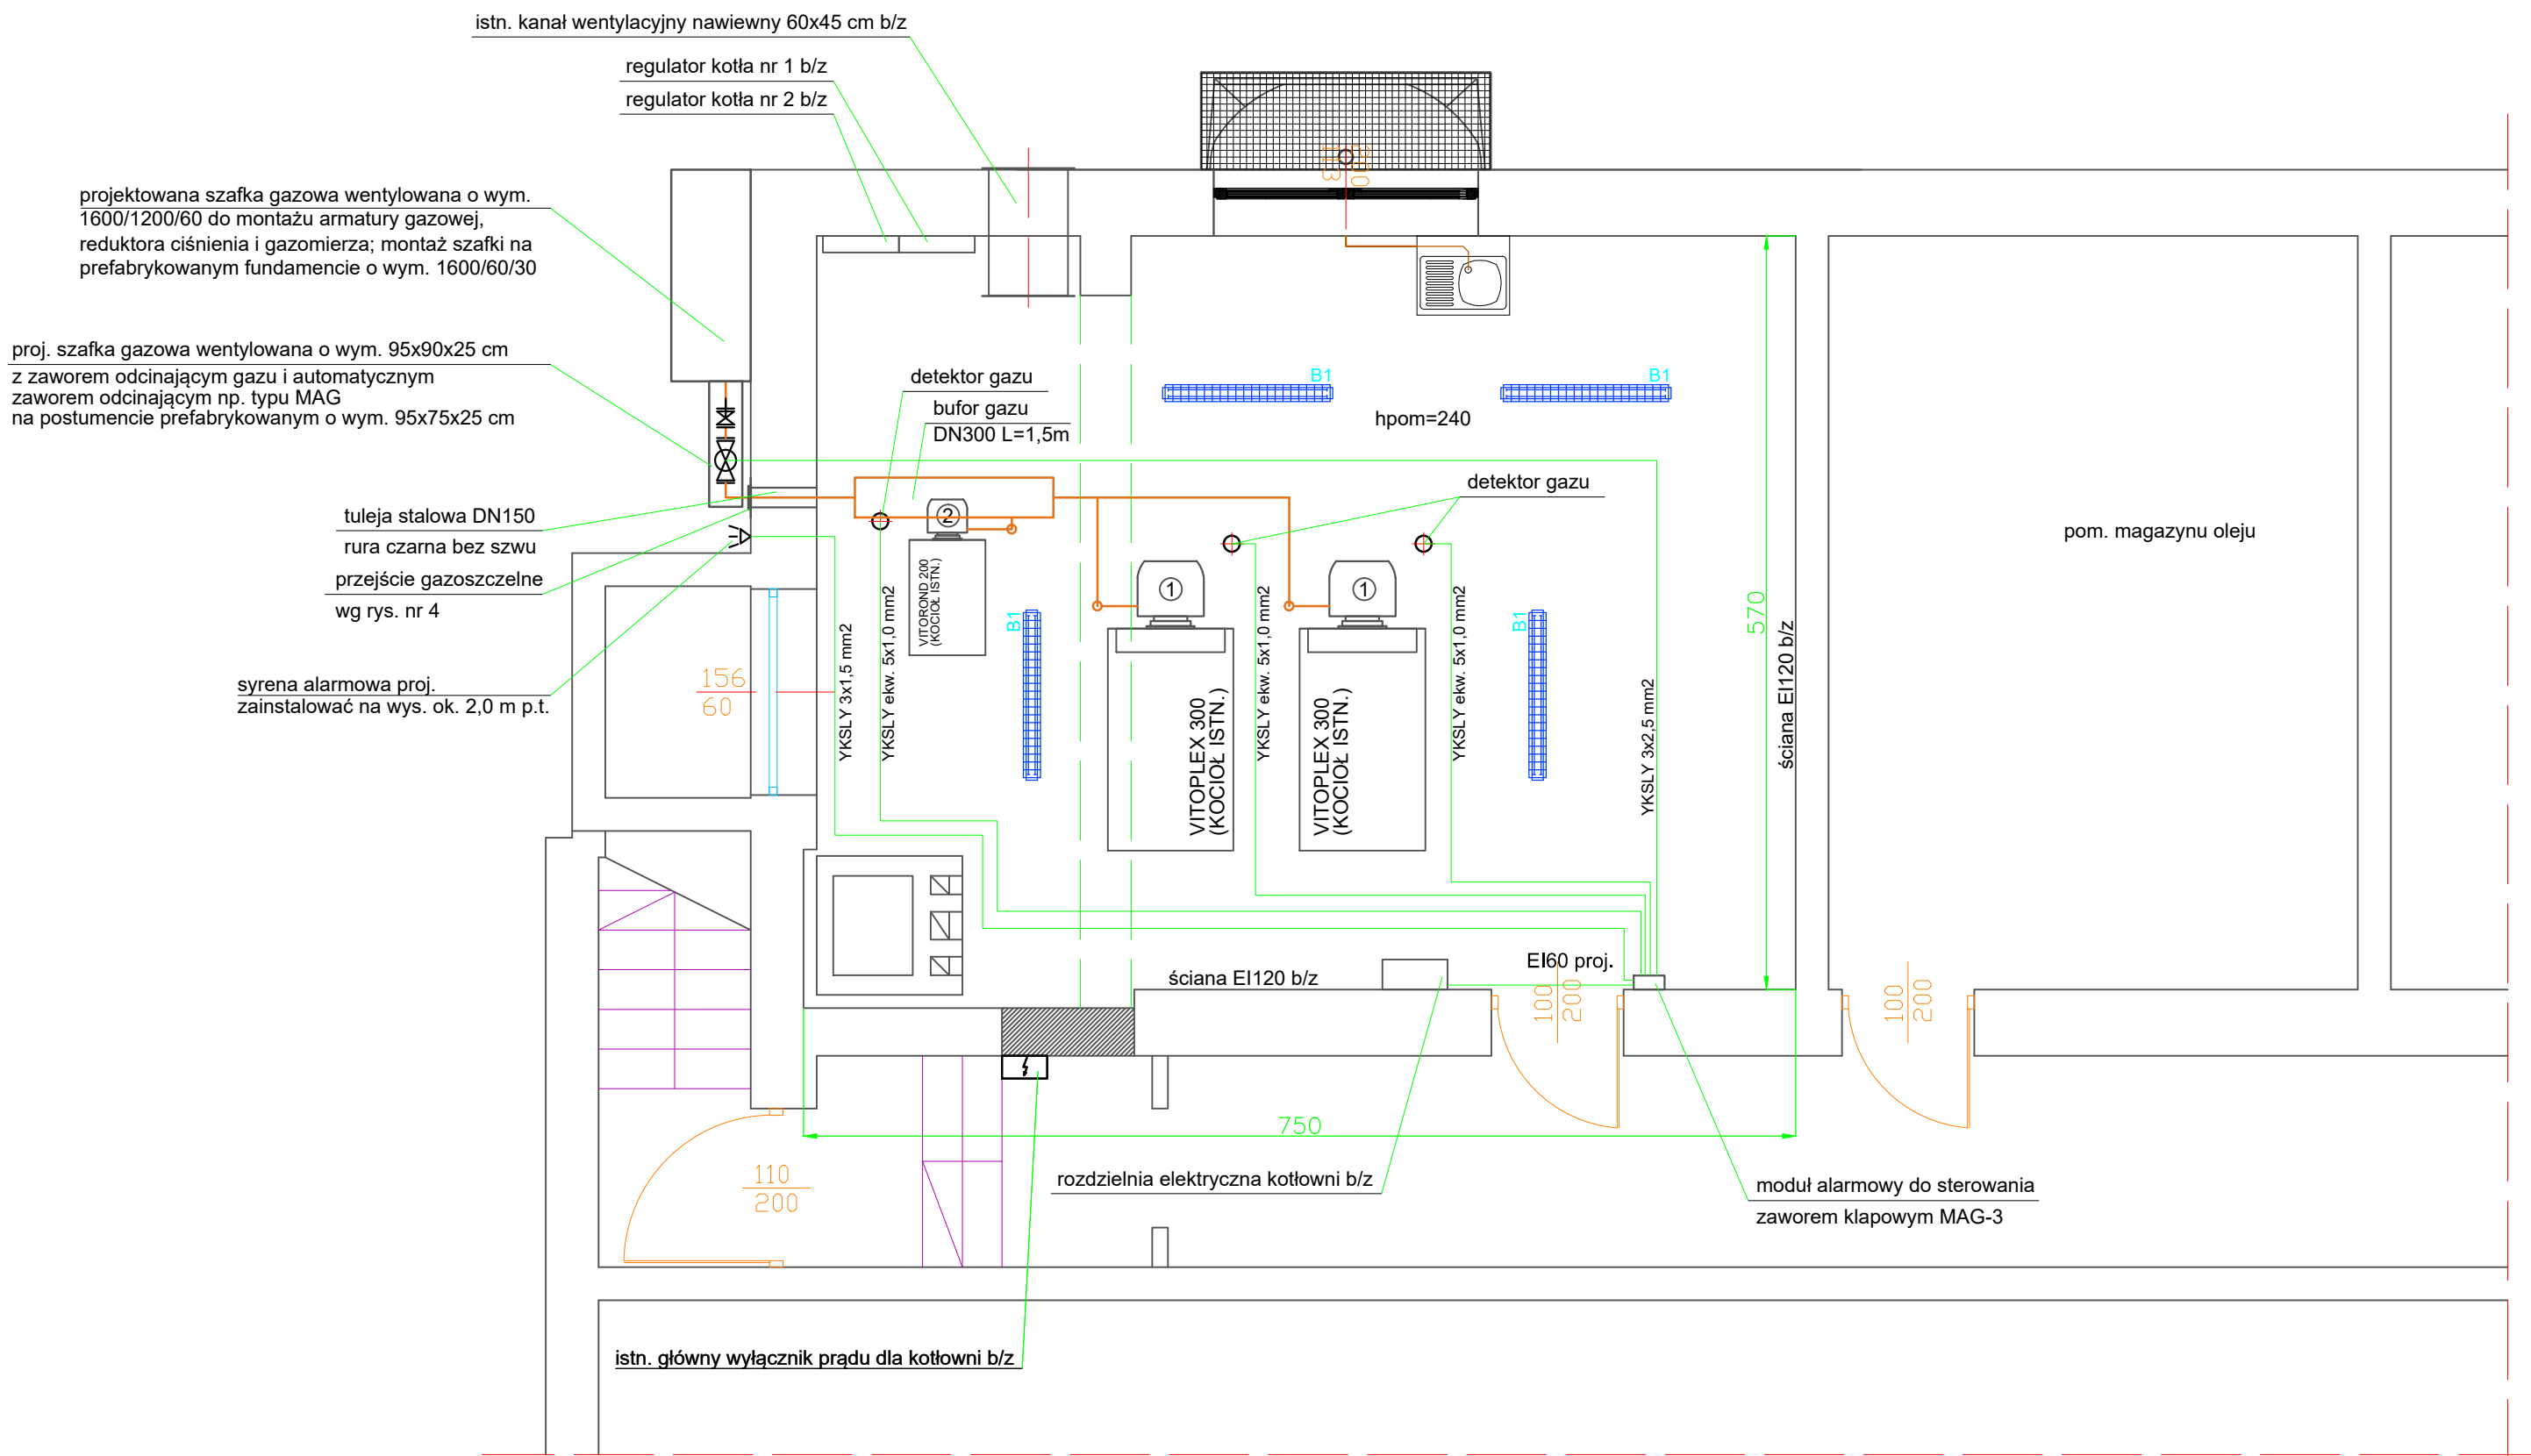 istn. kanał wentylacyjny nawiewny 60x45 cm b/z
regulator kotła nr 1 b/z
regulator kotła nr 2 b/z
projektowana szafka gazowa wentylowana o wym.
1600/1200/60 do montażu armatury gazowej,
reduktora ciśnienia i gazomierza; montaż szafki na
prefabrykowanym fundamencie o wym. 1600/60/30
proj. szafka gazowa wentylowana o wym. 95x90x25 cm
z zaworem odcinającym gazu i automatycznym
zaworem odcinającym np. typu MAG
na postumencie prefabrykowanym o wym. 95x75x25 cm
detektor gazu
bufor gazu
DN300 L=1,5m
B1
B1
hpom=240
detektor gazu
tuleja stalowa DN150
rura czarna bez szwu
przejście gazoszczelne
wg rys. nr 4
syrena alarmowa proj.
zainstalować na wys. ok. 2,0 m p.t.
2
1
1
pom. magazynu oleju
VITOROND 200
(KOCIOŁ ISTN.)
B1
B1
156
60
YKSLY 3x1,5 mm2
YKSLY ekw. 5x1,0 mm2
VITOPLEX 300
(KOCIOŁ ISTN.)
YKSLY ekw. 5x1,0 mm2
VITOPLEX 300
(KOCIOŁ ISTN.)
YKSLY ekw. 5x1,0 mm2
YKSLY 3x2,5 mm2
570
ściana EI120 b/z
ściana EI120 b/z
EI60 proj.
100
200
100
200
750
110
200
rozdzielnia elektryczna kotłowni b/z
moduł alarmowy do sterowania
zaworem klapowym MAG-3
istn. główny wyłącznik prądu dla kotłowni b/z